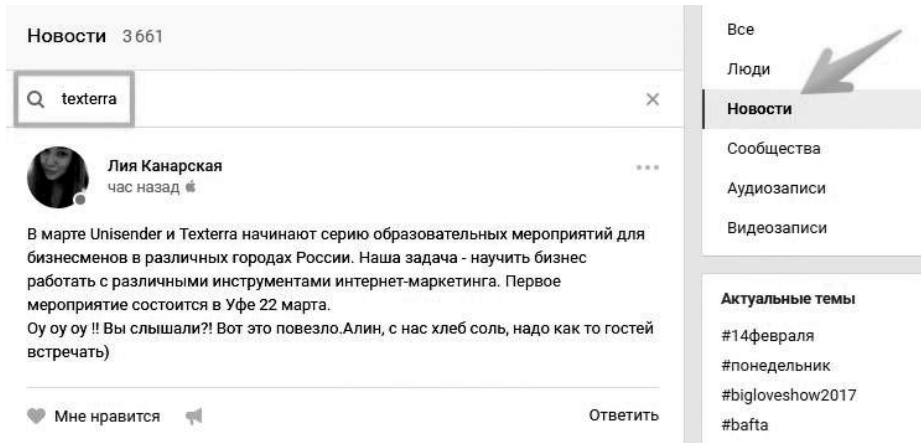 Новости 3 661
texterra
Лия Канарская
час назад
В марте Unisender и Texterra начинают серию образовательных мероприятий для
бизнесменов в различных городах России. Наша задача - научить бизнес
работать с различными инструментами интернет-маркетинга. Первое
мероприятие состоится в Уфе 22 марта.
Оу оу оу !! Вы слышали?! Вот это повезло.Алин, с нас хлеб соль, надо как то гостей
встречать)
Мне нравится
Ответить
Все
Люди
Новости
Сообщества
Аудиозаписи
Видеозаписи
Актуальные темы
#14февраля
#понедельник
#bigloveshow2017
#bafta